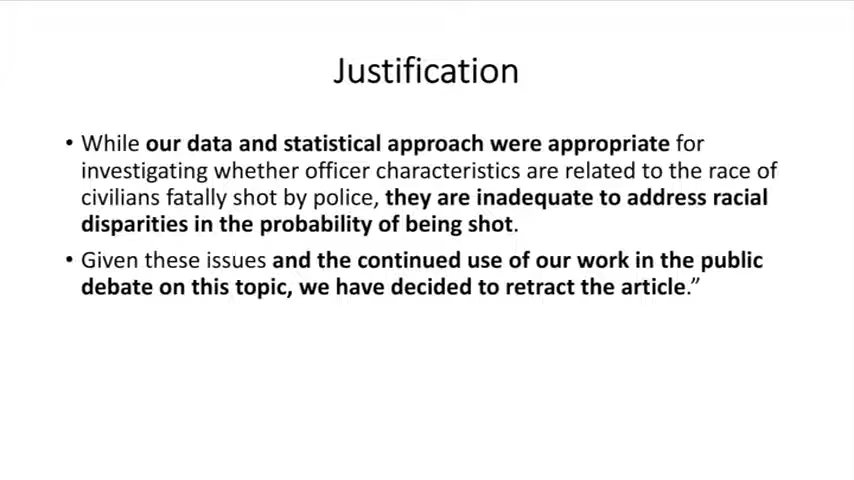 Justification
• While our data and statistical approach were appropriate for
investigating whether officer characteristics are related to the race of
civilians fatally shot by police, they are inadequate to address racial
disparities in the probability of being shot.
• Given these issues and the continued use of our work in the public
debate on this topic, we have decided to retract the article.”